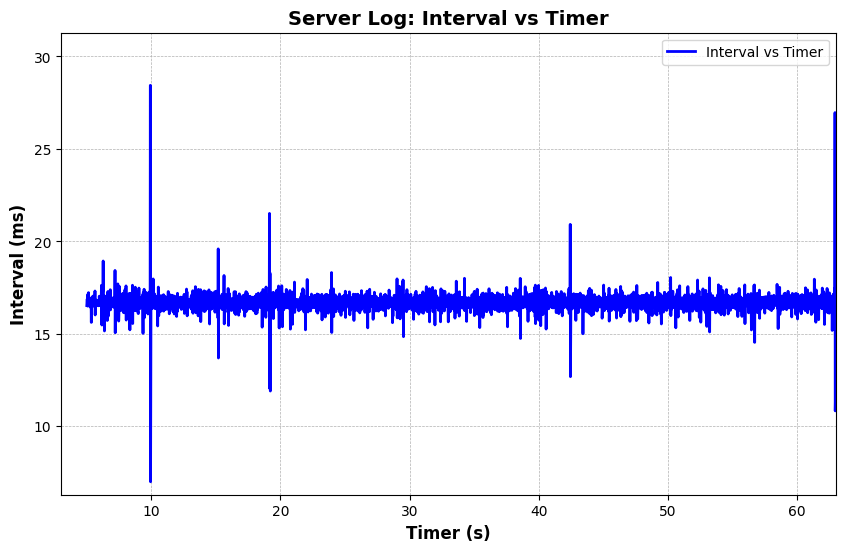 Server Log: Interval vs Timer
Interval vs Timer
30
25
20
15
10
Interval (ms)
10 20 30 40 50 60
Timer (s)